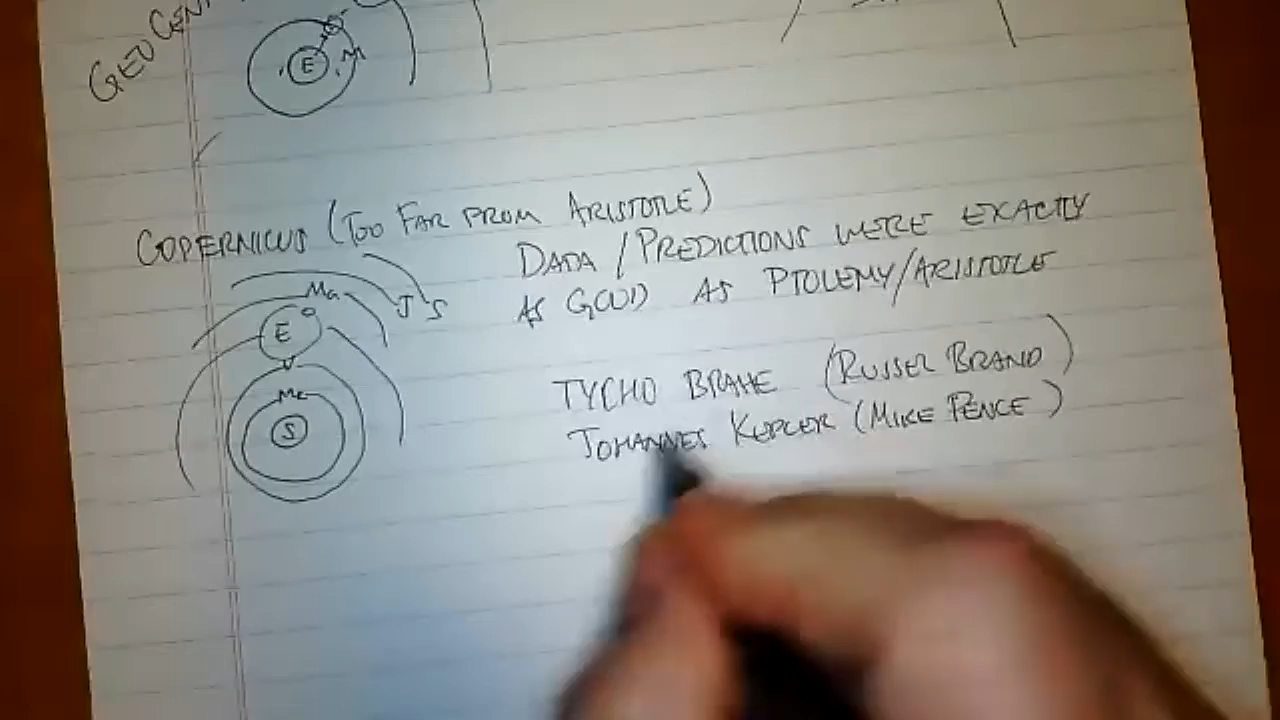 GEOCENT
E
M
COPERNICUS (TOO FAR FROM ARISTOTLE)
DATA / PREDICTIONS WERE EXACTLY
AS GOOD AS PTOLEMY/ARISTOTLE
Ma
J S
E
V
Me
S
TYCHO BRAHE (RUSSEL BRAND)
JOHANNES KEPLER (MIKE PENCE)